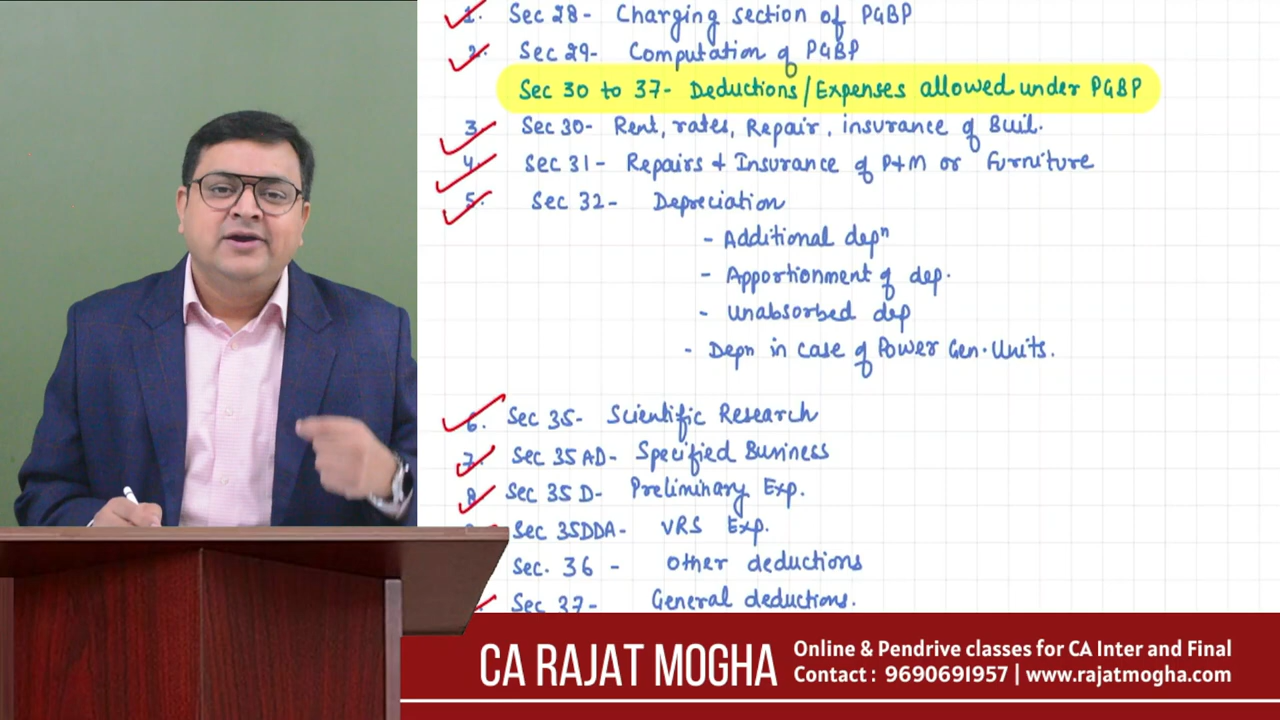 1. Sec 28- Charging section of PGBP
2. Sec 29- Computation of PGBP
Sec 30 to 37- Deductions/Expenses allowed under PGBP
3. Sec 30- Rent, rates, Repair, insurance of Buil.
4. Sec 31- Repairs + Insurance of P+M or Furniture
5. Sec 32- Depreciation
- Additional depⁿ
- Apportionment of dep.
- Unabsorbed dep
- Depn in case of Power Gen. Units.
6. Sec 35- Scientific Research
7. Sec 35 AD- Specified Business
8 Sec 35 D- Preliminary Exp.
Sec 35DDA- VRS Exp.
Sec. 36 - Other deductions
Sec 37- General deductions.
CA RAJAT MOGHA
Online & Pendrive classes for CA Inter and Final
Contact : 9690691957 | www.rajatmogha.com